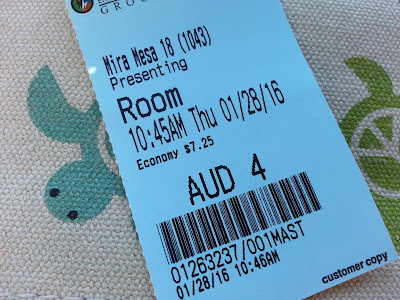 GROU
Mira Mesa 18 (1043)
Presenting
Room
10:45AM Thu 01/28/16
Economy $7.25
AUD 4
01263237/001MAST
01/28/16 10:46AM
customer copy